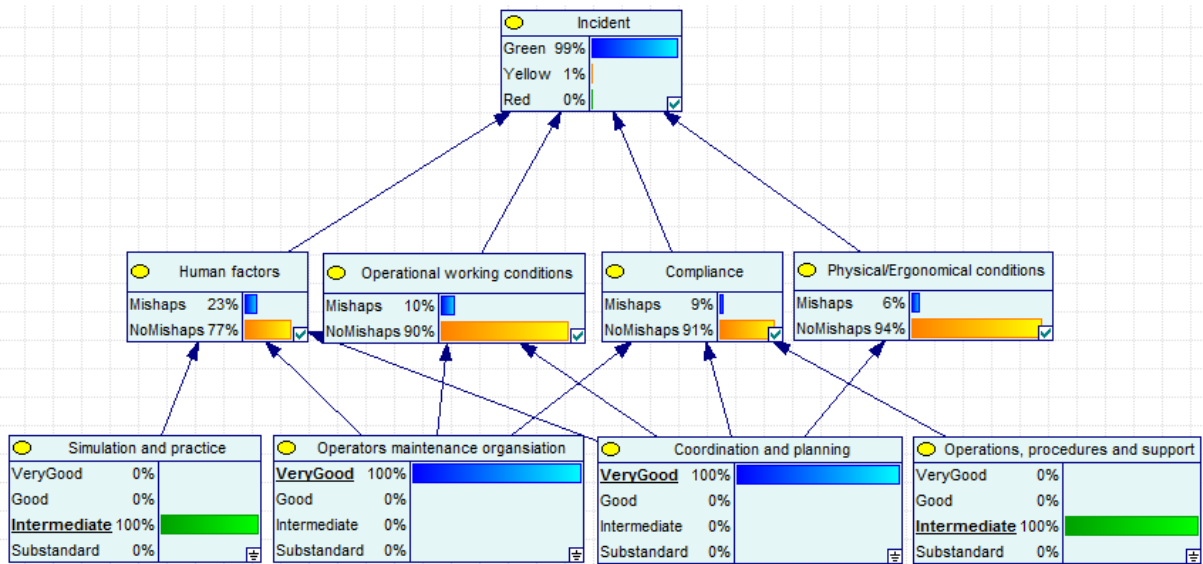 Incident
Green 99%
Yellow 1%
Red 0%
Human factors
Mishaps 23%
NoMishaps 77%
Operational working conditions
Mishaps 10%
NoMishaps 90%
Compliance
Mishaps 9%
NoMishaps 91%
Physical/Ergonomical conditions
Mishaps 6%
NoMishaps 94%
Simulation and practice
VeryGood 0%
Good 0%
Intermediate 100%
Substandard 0%
Operators maintenance organsiation
VeryGood 100%
Good 0%
Intermediate 0%
Substandard 0%
Coordination and planning
VeryGood 100%
Good 0%
Intermediate 0%
Substandard 0%
Operations, procedures and support
VeryGood 0%
Good 0%
Intermediate 100%
Substandard 0%